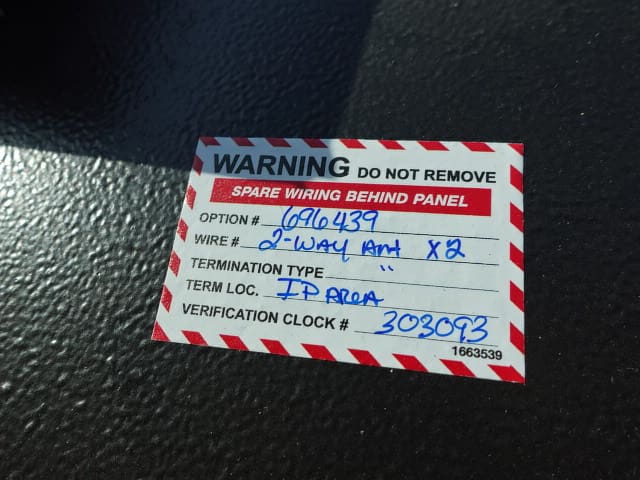 WARNING DO NOT REMOVE
SPARE WIRING BEHIND PANEL
OPTION # 696439
WIRE # 2-WAY Ant X2
TERMINATION TYPE "
TERM LOC. IP AREA
VERIFICATION CLOCK # 303093
1663539